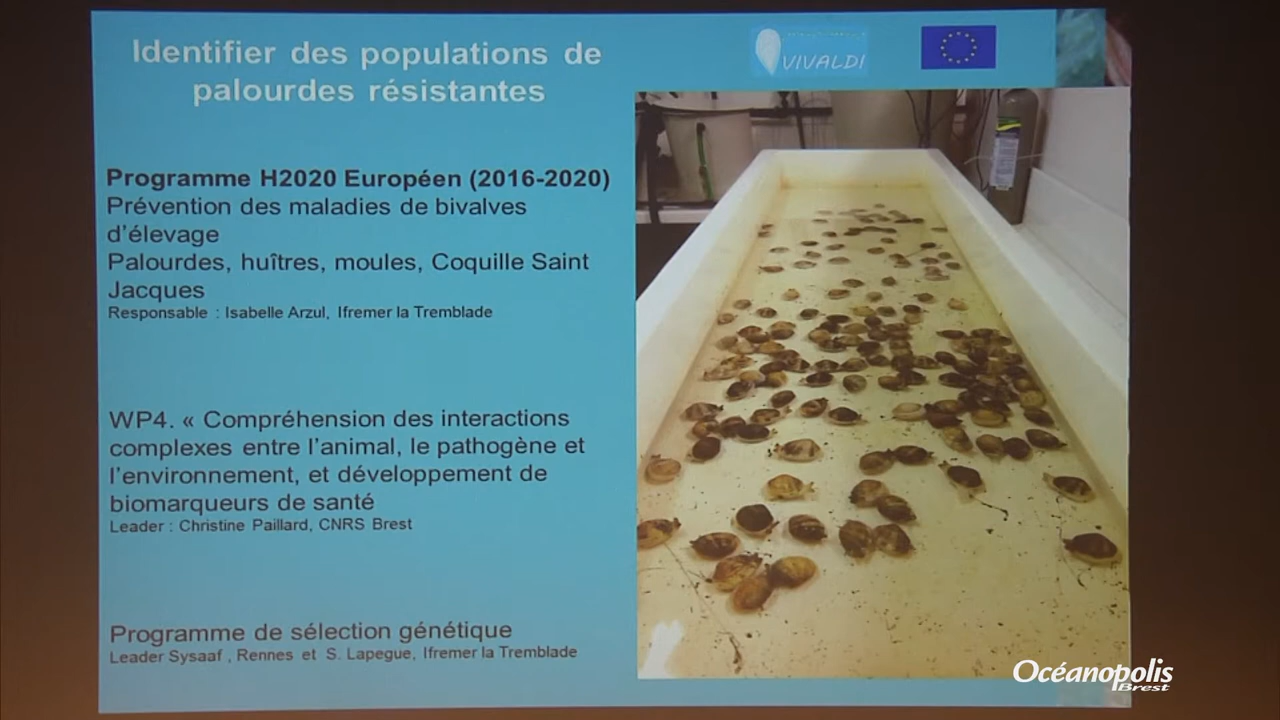 Identifier des populations de
palourdes résistantes
VIVALDI
Programme H2020 Européen (2016-2020)
Prévention des maladies de bivalves
d'élevage
Palourdes, huîtres, moules, Coquille Saint
Jacques
Responsable : Isabelle Arzul, Ifremer la Tremblade
WP4. « Compréhension des interactions
complexes entre l'animal, le pathogène et
l'environnement, et développement de
biomarqueurs de santé
Leader : Christine Paillard, CNRS Brest
Programme de sélection génétique
Leader Sysaaf , Rennes et S. Lapegue, Ifremer la Tremblade
Océanopolis
Brest